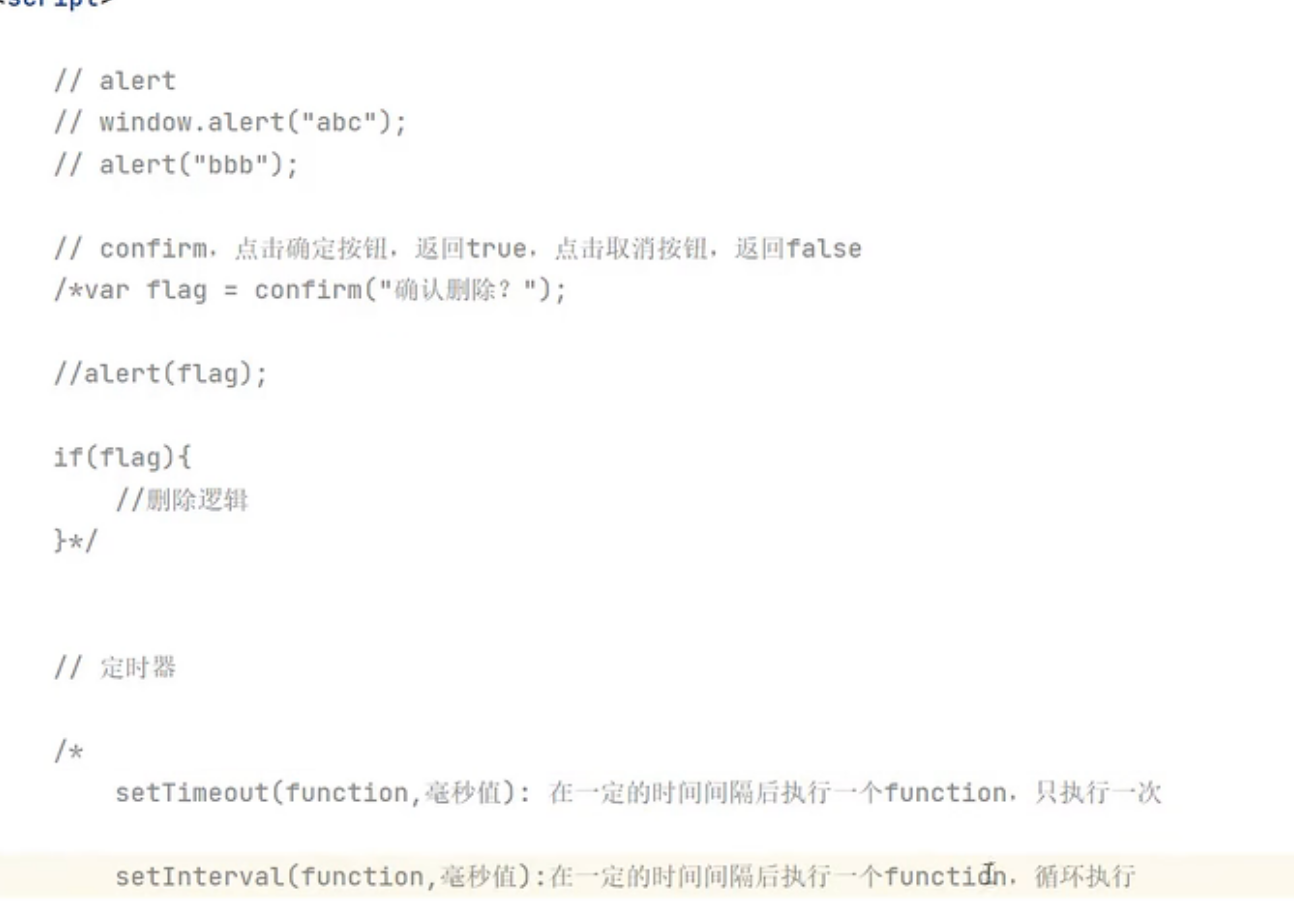 <script>
// alert
// window.alert("abc");
// alert("bbb");
// confirm，点击确定按钮，返回true，点击取消按钮，返回false
/*var flag = confirm("确认删除？");
//alert(flag);
if(flag){
//删除逻辑
}*/
// 定时器
/*
setTimeout(function,毫秒值): 在一定的时间间隔后执行一个function，只执行一次
setInterval(function,毫秒值):在一定的时间间隔后执行一个function，循环执行